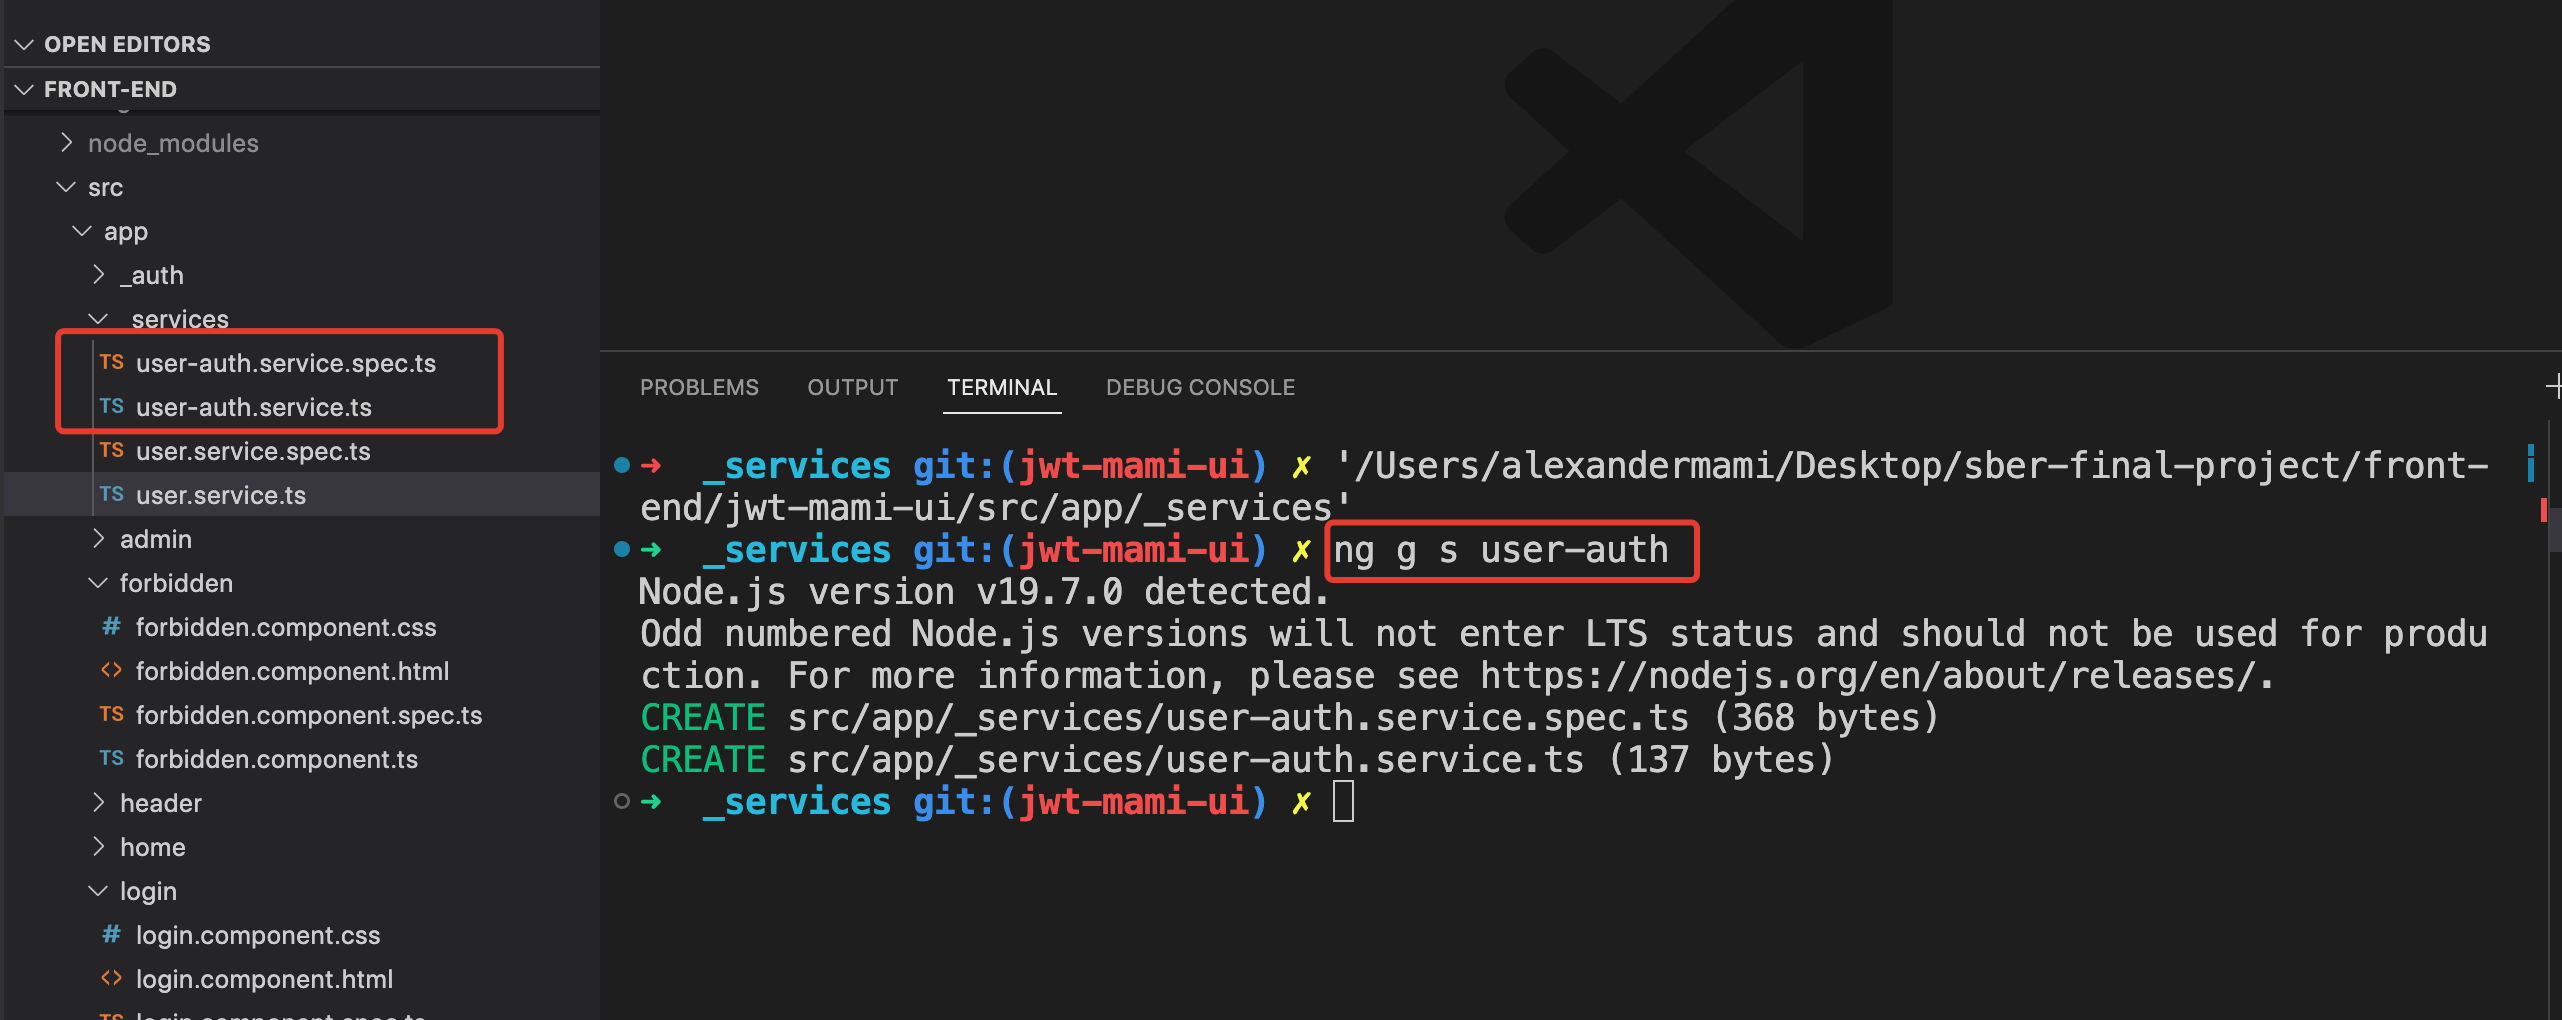 OPEN EDITORS
FRONT-END
node_modules
src
app
_auth
_services
TS user-auth.service.spec.ts
TS user-auth.service.ts
TS user.service.spec.ts
TS user.service.ts
admin
forbidden
# forbidden.component.css
<> forbidden.component.html
TS forbidden.component.spec.ts
TS forbidden.component.ts
header
home
login
# login.component.css
<> login.component.html
TS login.component.spec.ts
PROBLEMS OUTPUT TERMINAL DEBUG CONSOLE
➜ _services git:(jwt-mami-ui) ✗ '/Users/alexandermami/Desktop/sber-final-project/front-
end/jwt-mami-ui/src/app/_services'
➜ _services git:(jwt-mami-ui) ✗ ng g s user-auth
Node.js version v19.7.0 detected.
Odd numbered Node.js versions will not enter LTS status and should not be used for produ
ction. For more information, please see https://nodejs.org/en/about/releases/.
CREATE src/app/_services/user-auth.service.spec.ts (368 bytes)
CREATE src/app/_services/user-auth.service.ts (137 bytes)
➜ _services git:(jwt-mami-ui) ✗